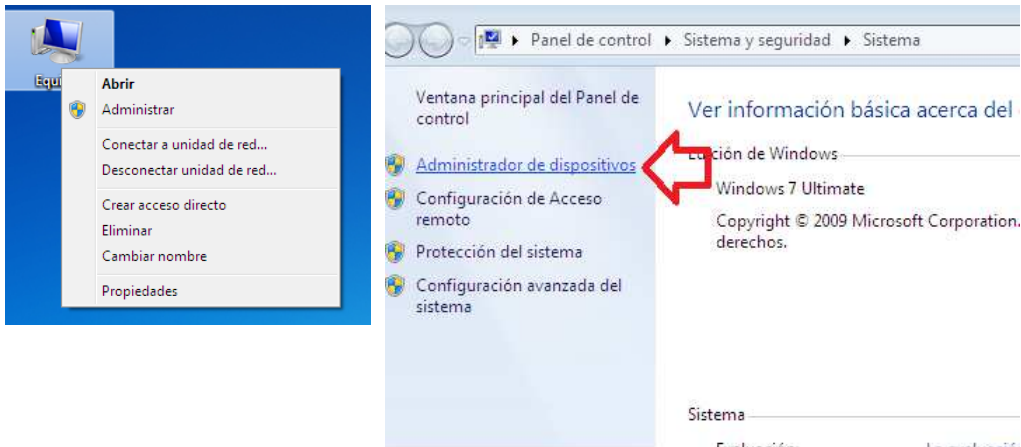 Equi
Abrir
Administrar
Conectar a unidad de red...
Desconectar unidad de red...
Crear acceso directo
Eliminar
Cambiar nombre
Propiedades
Panel de control ▸ Sistema y seguridad ▸ Sistema
Ventana principal del Panel de
control
Administrador de dispositivos
Configuración de Acceso
remoto
Protección del sistema
Configuración avanzada del
sistema
Ver información básica acerca del
Edición de Windows
Windows 7 Ultimate
Copyright © 2009 Microsoft Corporation.
derechos.
Sistema